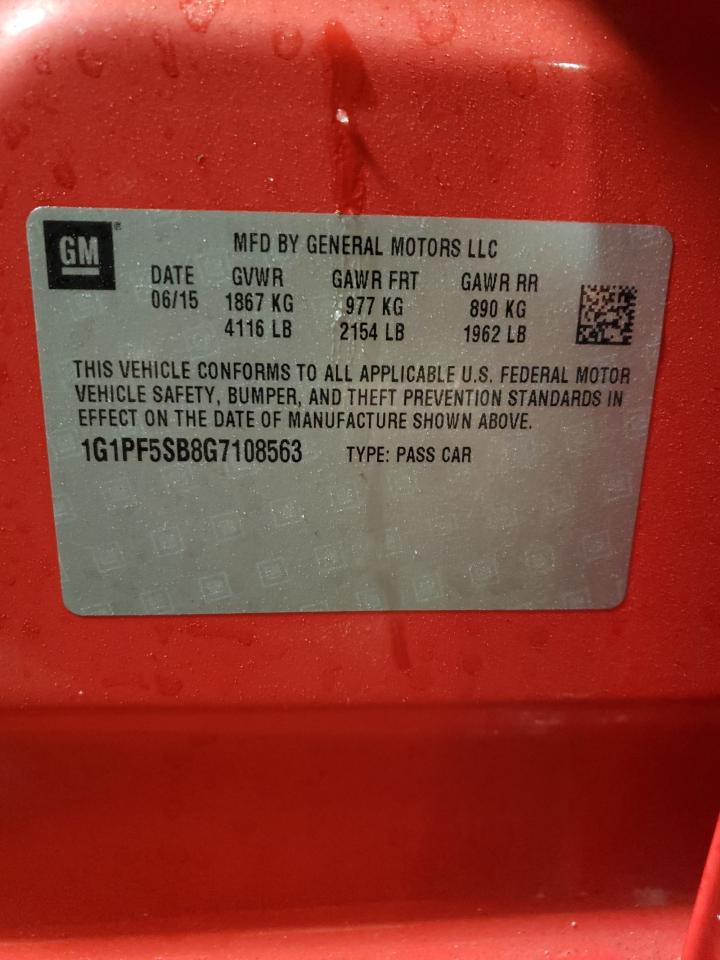 GM®
MFD BY GENERAL MOTORS LLC
DATE GVWR GAWR FRT GAWR RR
06/15 1867 KG 977 KG 890 KG
4116 LB 2154 LB 1962 LB
THIS VEHICLE CONFORMS TO ALL APPLICABLE U.S. FEDERAL MOTOR
VEHICLE SAFETY, BUMPER, AND THEFT PREVENTION STANDARDS IN
EFFECT ON THE DATE OF MANUFACTURE SHOWN ABOVE.
1G1PF5SB8G7108563 TYPE: PASS CAR